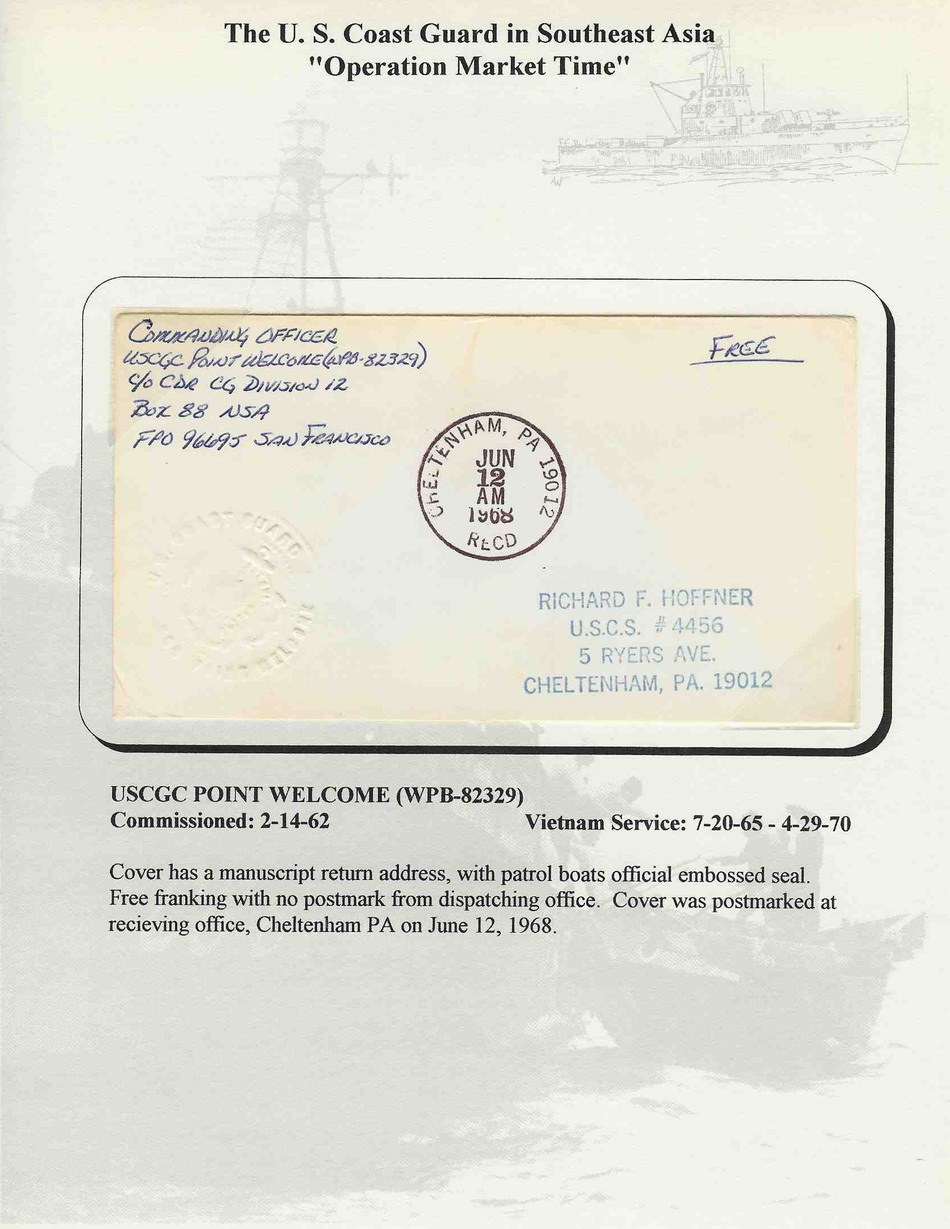 The U. S. Coast Guard in Southeast Asia
"Operation Market Time"
COMMANDING OFFICER
USCGC POINT WELCOME (WPB-82329)
C/O CDR CG DIVISION 12
BOX 88 NSA
FPO 96695 SAN FRANCISCO
FREE
CHELTENHAM, PA 19012
JUN
12
AM
1968
RECD
COAST GUARD
WELCOME
RICHARD F. HOFFNER
U.S.C.S. #4456
5 RYERS AVE.
CHELTENHAM, PA. 19012
USCGC POINT WELCOME (WPB-82329)
Commissioned: 2-14-62 Vietnam Service: 7-20-65 - 4-29-70
Cover has a manuscript return address, with patrol boats official embossed seal.
Free franking with no postmark from dispatching office. Cover was postmarked at
recieving office, Cheltenham PA on June 12, 1968.